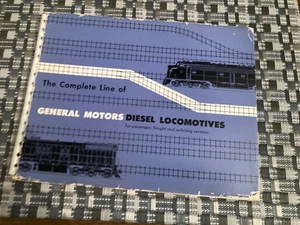 The Complete Line of
GENERAL MOTORS DIESEL LOCOMOTIVES
for passenger, freight and switching services